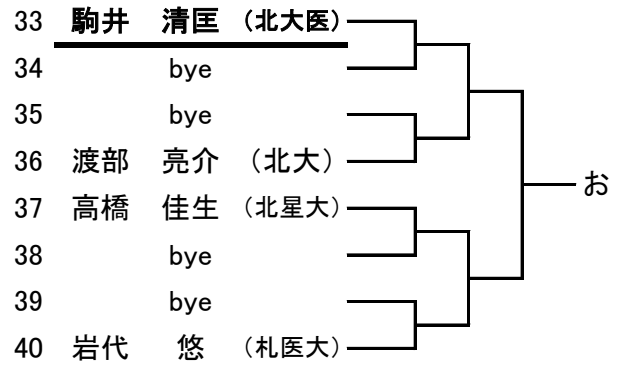 33 駒井 清匡 (北大医)
34 bye
35 bye
36 渡部 亮介 (北大)
37 高橋 佳生 (北星大)
38 bye
39 bye
40 岩代 悠 (札医大)
お